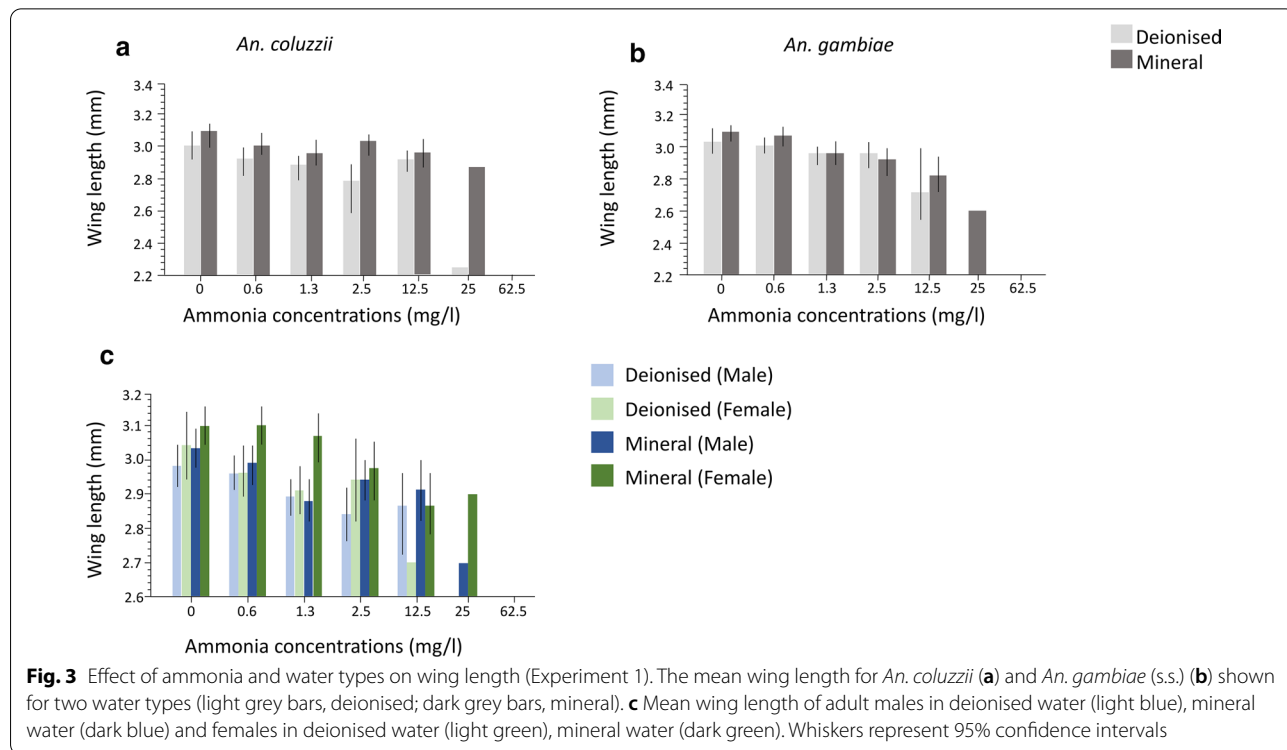 a
An. coluzzii
3.4
3.2
3.0
2.8
2.6
2.4
2.2
Wing length (mm)
0 0.6 1.3 2.5 12.5 25 62.5
Ammonia concentrations (mg/l)
b
An. gambiae
3.4
3.2
3.0
2.8
2.6
2.4
2.2
Wing length (mm)
0 0.6 1.3 2.5 12.5 25 62.5
Ammonia concentrations (mg/l)
Deionised
Mineral
c
3.2
3.1
3.0
2.9
2.8
2.7
2.6
Wing length (mm)
0 0.6 1.3 2.5 12.5 25 62.5
Ammonia concentrations (mg/l)
Deionised (Male)
Deionised (Female)
Mineral (Male)
Mineral (Female)
Fig. 3 Effect of ammonia and water types on wing length (Experiment 1). The mean wing length for An. coluzzii (a) and An. gambiae (s.s.) (b) shown
for two water types (light grey bars, deionised; dark grey bars, mineral). c Mean wing length of adult males in deionised water (light blue), mineral
water (dark blue) and females in deionised water (light green), mineral water (dark green). Whiskers represent 95% confidence intervals